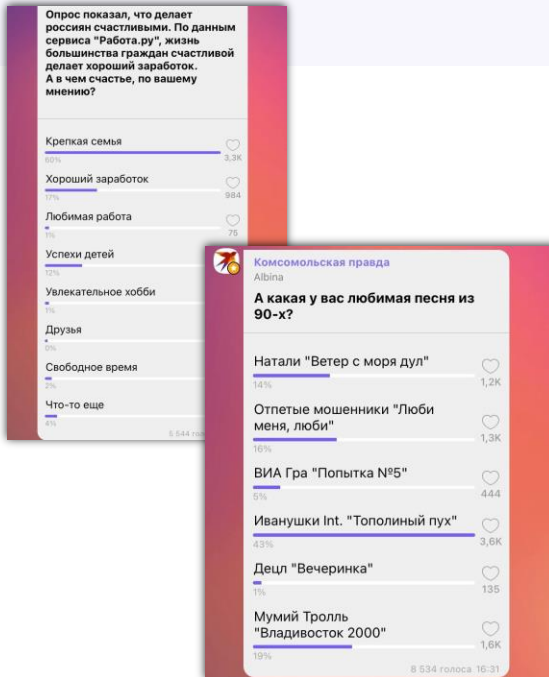 Опрос показал, что делает
россиян счастливыми. По данным
сервиса "Работа.ру", жизнь
большинства граждан счастливой
делает хороший заработок.
А в чем счастье, по вашему
мнению?
Крепкая семья
60%
3,3K
Хороший заработок
17%
984
Любимая работа
1%
75
Успехи детей
12%
Увлекательное хобби
1%
Друзья
0%
Свободное время
2%
Что-то еще
4%
5 544
Комсомольская правда
Albina
А какая у вас любимая песня из
90-х?
Натали "Ветер с моря дул"
14%
1,2K
Отпетые мошенники "Люби
меня, люби"
16%
1,3K
ВИА Гра "Попытка №5"
5%
444
Иванушки Int. "Тополиный пух"
43%
3,6K
Децл "Вечеринка"
1%
135
Мумий Тролль
"Владивосток 2000"
19%
1,6K
8 534 голоса 16:31